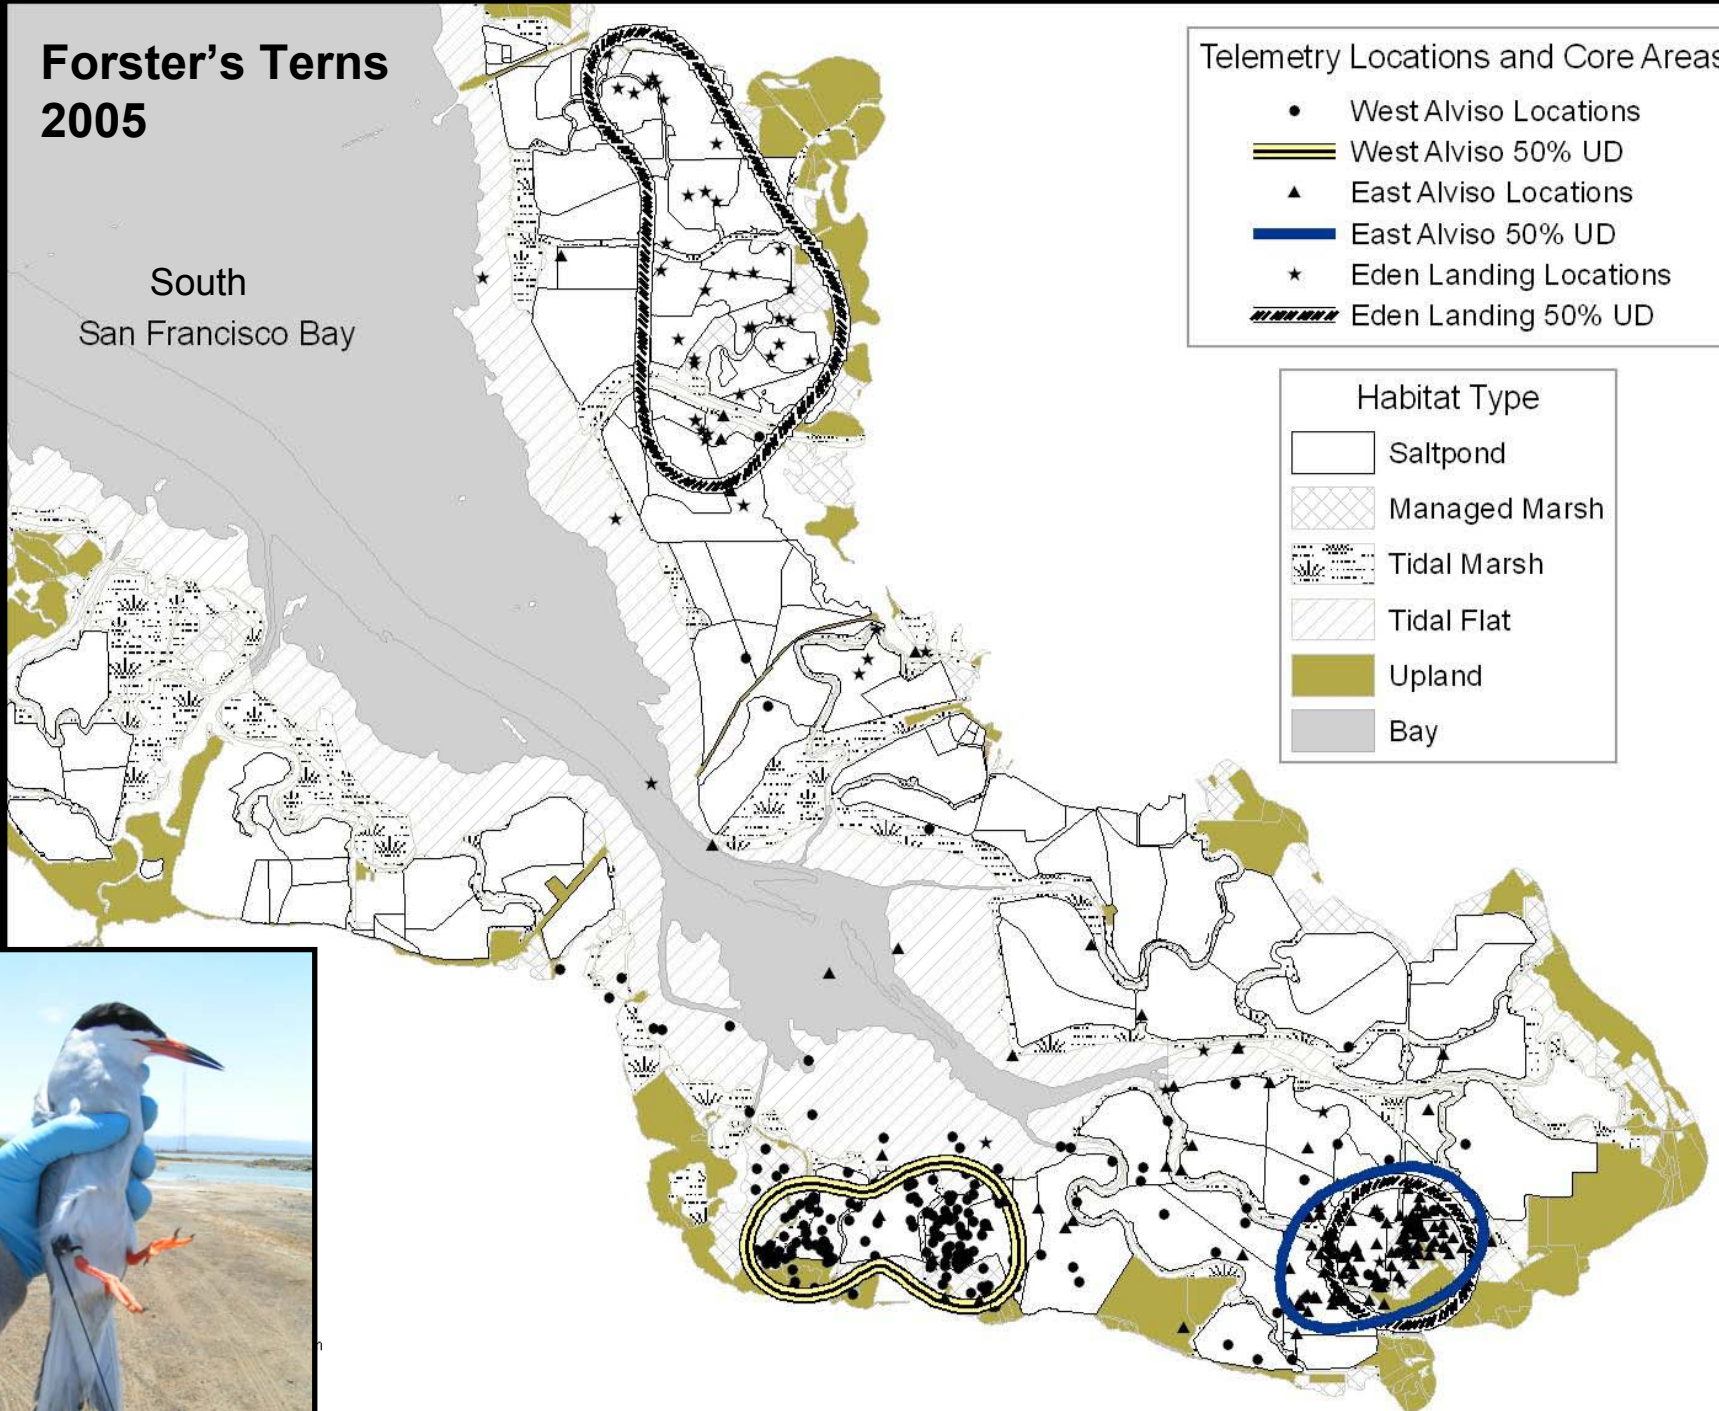 Forster's Terns
2005
South
San Francisco Bay
Telemetry Locations and Core Areas
West Alviso Locations
West Alviso 50% UD
East Alviso Locations
East Alviso 50% UD
Eden Landing Locations
Eden Landing 50% UD
Habitat Type
Saltpond
Managed Marsh
Tidal Marsh
Tidal Flat
Upland
Bay